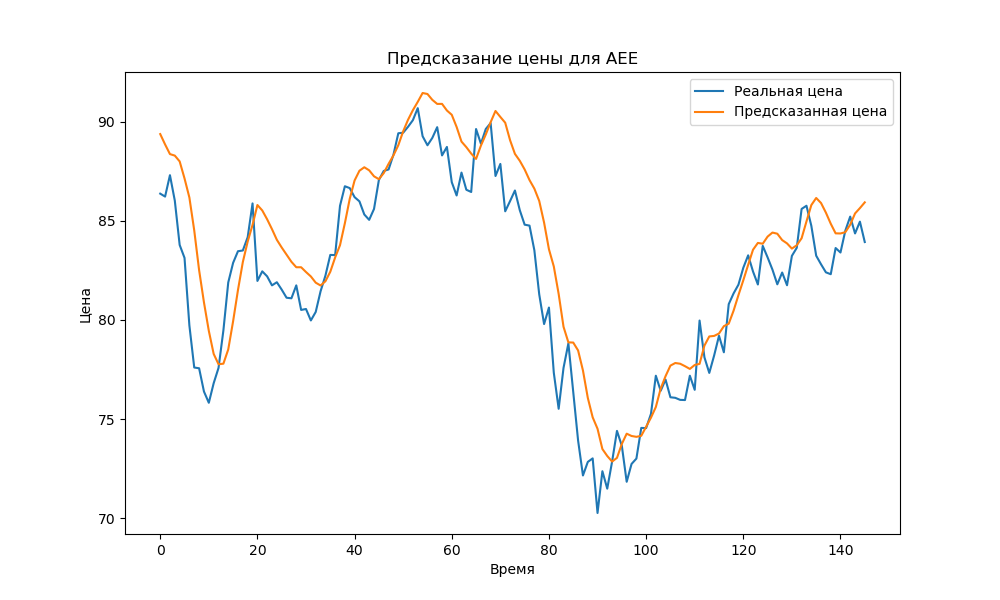 Предсказание цены для AEE
Реальная цена
Предсказанная цена
Цена
90
85
80
75
70
0 20 40 60 80 100 120 140
Время